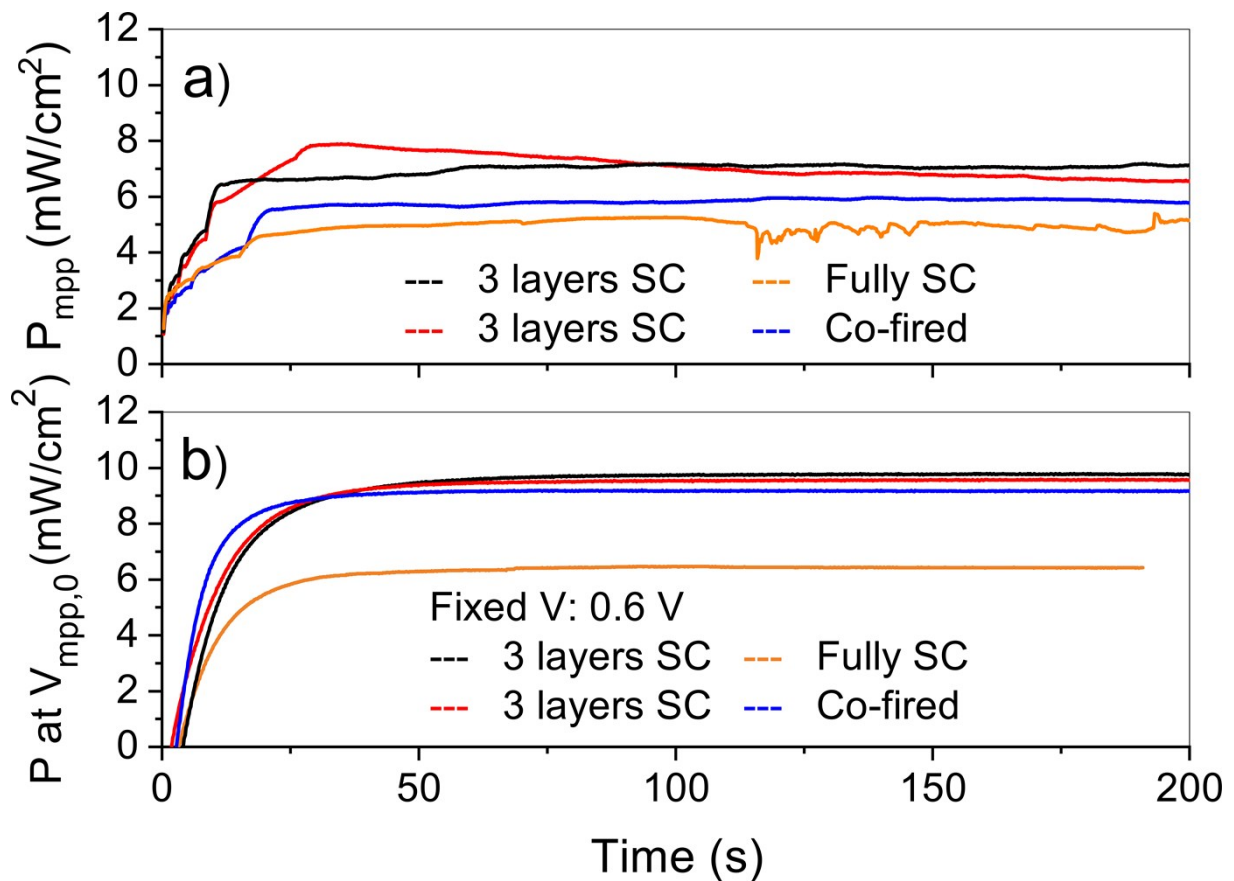 a)
P_mpp (mW/cm²)
12
10
8
6
4
2
0
3 layers SC Fully SC
3 layers SC Co-fired
b)
P at V_mpp,0 (mW/cm²)
12
10
8
6
4
2
0
Fixed V: 0.6 V
3 layers SC Fully SC
3 layers SC Co-fired
0 50 100 150 200
Time (s)